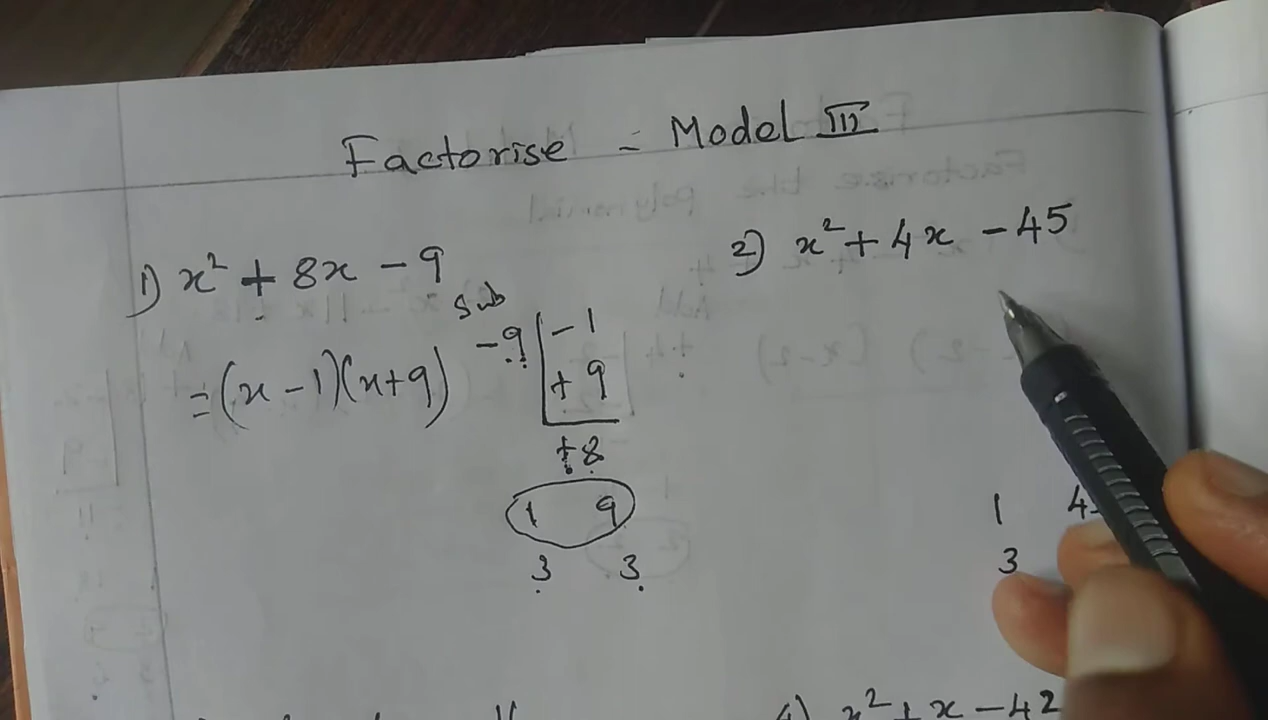 Factorise - Model III
1) x² + 8x - 9
Sub
= (x - 1)(x + 9)
-9 | -1
+ 9
+8
1 9
3 3
2) x² + 4x - 45
1
3
4) x² + x - 42